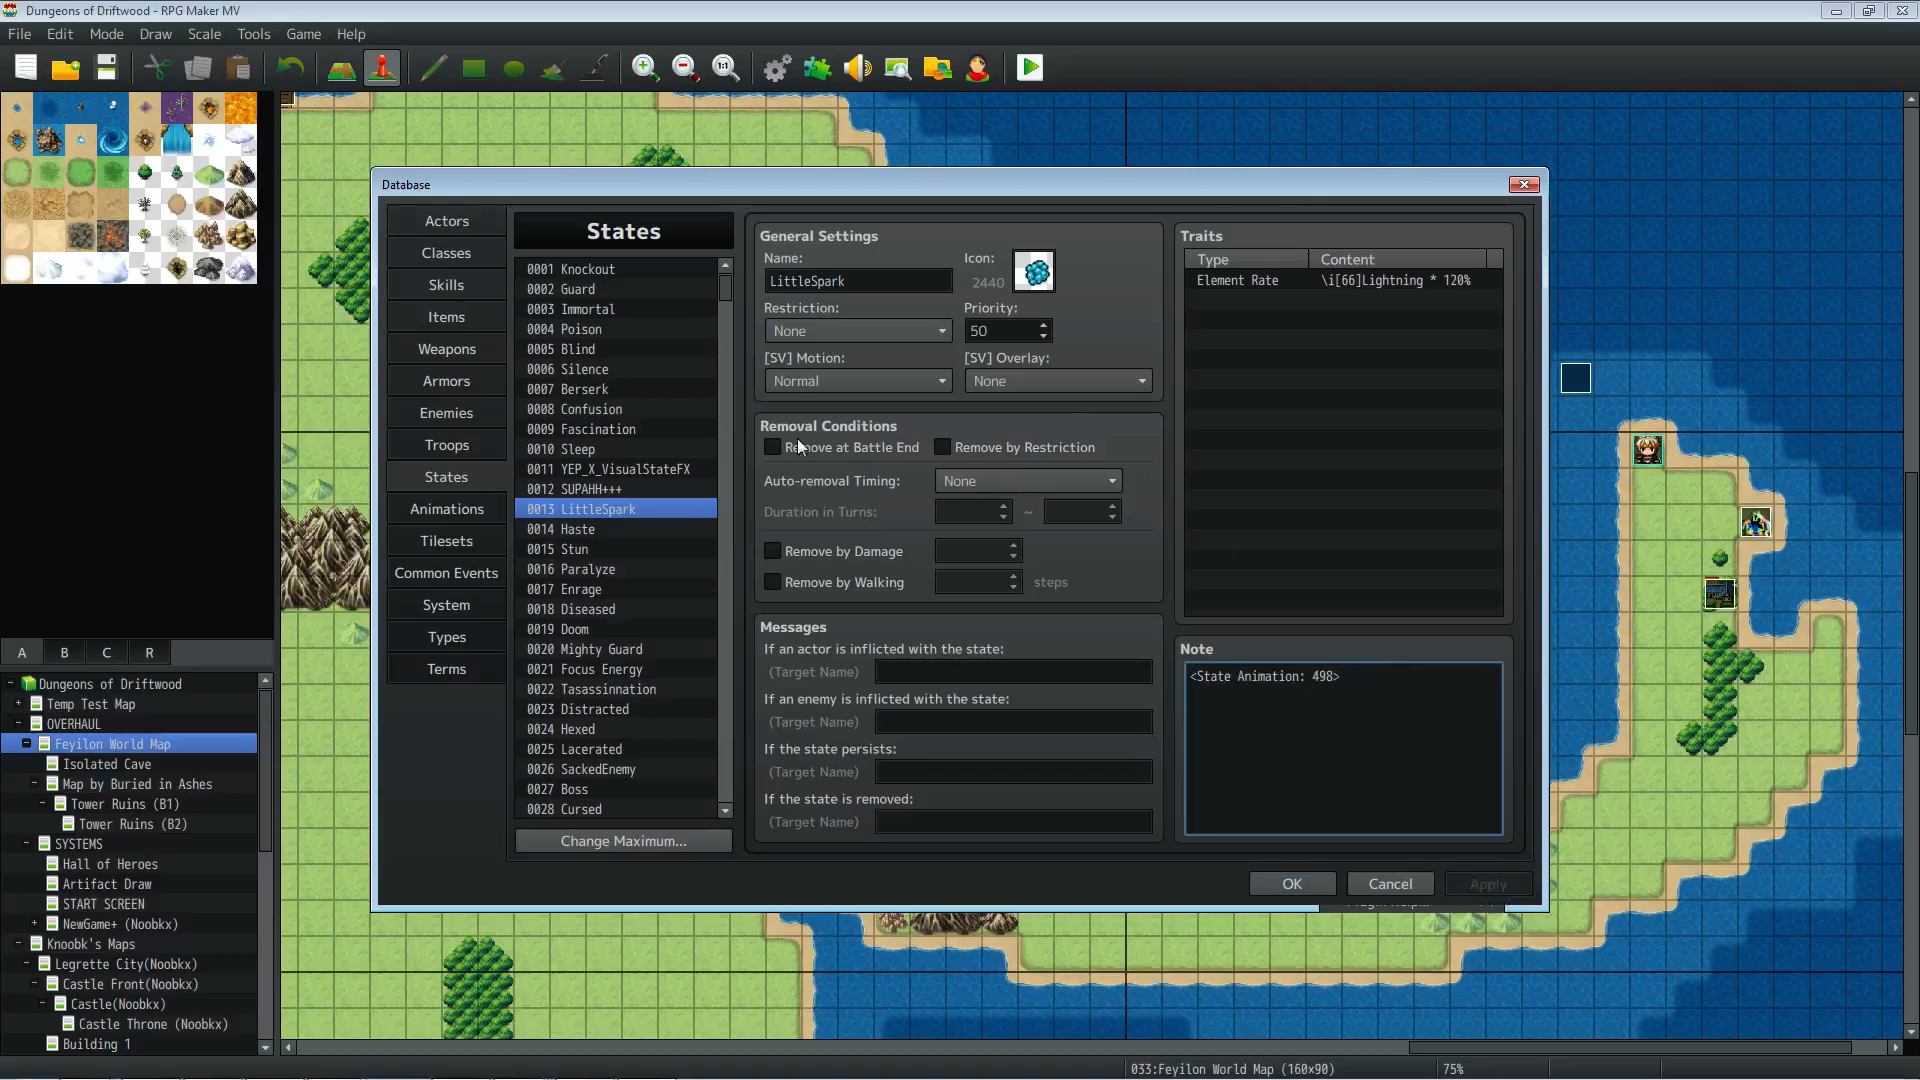 Dungeons of Driftwood - RPG Maker MV
File Edit Mode Draw Scale Tools Game Help
1:1
A B C R
Dungeons of Driftwood
Temp Test Map
OVERHAUL
Feyilon World Map
Isolated Cave
Map by Buried in Ashes
Tower Ruins (B1)
Tower Ruins (B2)
SYSTEMS
Hall of Heroes
Artifact Draw
START SCREEN
NewGame+ (Noobkx)
Knoobk's Maps
Legrette City(Noobkx)
Castle Front(Noobkx)
Castle(Noobkx)
Castle Throne (Noobkx)
Building 1
Database
Actors
Classes
Skills
Items
Weapons
Armors
Enemies
Troops
States
Animations
Tilesets
Common Events
System
Types
Terms
States
0001 Knockout
0002 Guard
0003 Immortal
0004 Poison
0005 Blind
0006 Silence
0007 Berserk
0008 Confusion
0009 Fascination
0010 Sleep
0011 YEP_X_VisualStateFX
0012 SUPAHH+++
0013 LittleSpark
0014 Haste
0015 Stun
0016 Paralyze
0017 Enrage
0018 Diseased
0019 Doom
0020 Mighty Guard
0021 Focus Energy
0022 Tasassinnation
0023 Distracted
0024 Hexed
0025 Lacerated
0026 SackedEnemy
0027 Boss
0028 Cursed
Change Maximum...
General Settings
Name: Icon:
LittleSpark 2440
Restriction: Priority:
None 50
[SV] Motion: [SV] Overlay:
Normal None
Removal Conditions
Remove at Battle End Remove by Restriction
Auto-removal Timing: None
Duration in Turns: ~
Remove by Damage
Remove by Walking steps
Messages
If an actor is inflicted with the state:
(Target Name)
If an enemy is inflicted with the state:
(Target Name)
If the state persists:
(Target Name)
If the state is removed:
(Target Name)
Traits
Type Content
Element Rate \i[66]Lightning * 120%
Note
<State Animation: 498>
OK Cancel Apply
033:Feyilon World Map (160×90) 75%